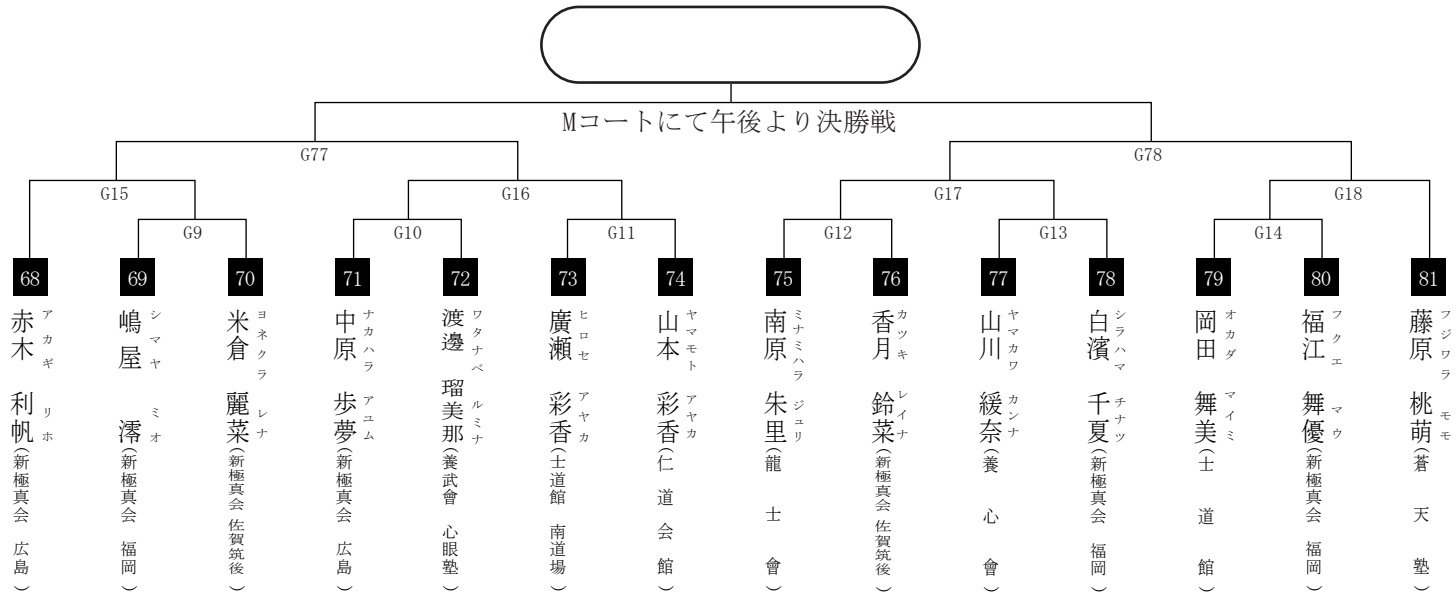 Mコートにて午後より決勝戦
G77
G78
G15
G16
G17
G18
G9
G10
G11
G12
G13
G14
68
69
70
71
72
73
74
75
76
77
78
79
80
81
赤木 利帆(新極真会 広島)
アカギ リホ
嶋屋 澪(新極真会 福岡)
シマヤ ミオ
米倉 麗菜(新極真会 佐賀筑後)
ヨネクラ レナ
中原 歩夢(新極真会 広島)
ナカハラ アユム
渡邊 瑠美那(養武會 心眼塾)
ワタナベ ルミナ
廣瀬 彩香(士道館 南道場)
ヒロセ アヤカ
山本 彩香(仁道会館)
ヤマモト アヤカ
南原 朱里(龍士會)
ミナミハラ ジュリ
香月 鈴菜(新極真会 佐賀筑後)
カツキ レイナ
山川 緩奈(養心會)
ヤマカワ カンナ
白濱 千夏(新極真会 福岡)
シラハマ チナツ
岡田 舞美(士道館)
オカダ マイミ
福江 舞優(新極真会 福岡)
フクエ マウ
藤原 桃萌(蒼天塾)
フジワラ モモ